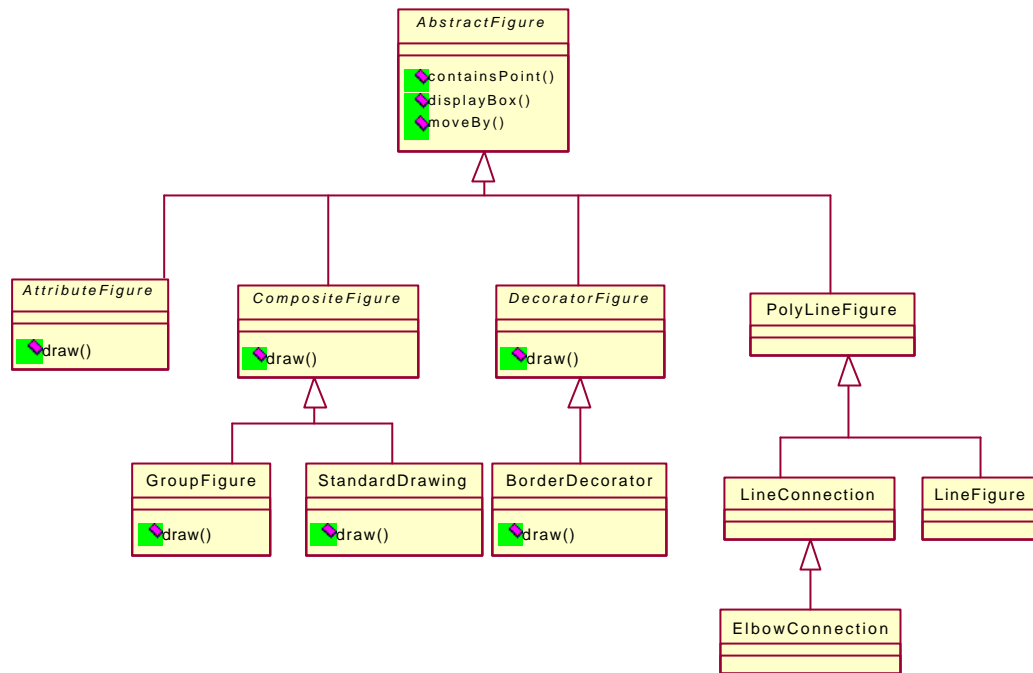 AbstractFigure
containsPoint()
displayBox()
moveBy()
AttributeFigure
draw()
CompositeFigure
draw()
DecoratorFigure
draw()
PolyLineFigure
GroupFigure
draw()
StandardDrawing
draw()
BorderDecorator
draw()
LineConnection
LineFigure
ElbowConnection